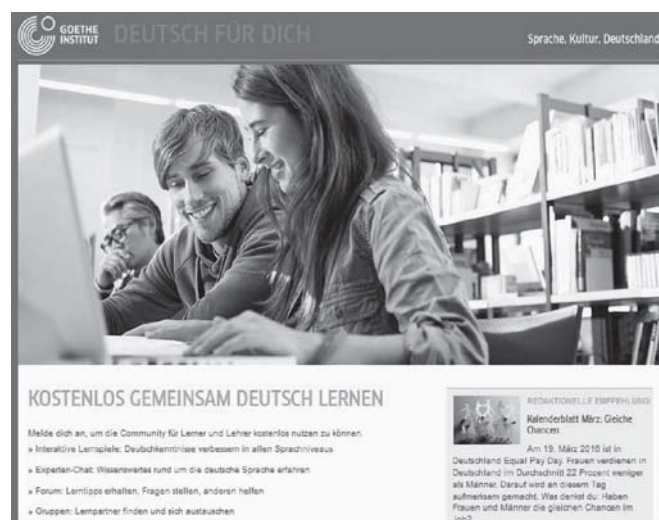 GOETHE
INSTITUT
DEUTSCH FÜR DICH
Sprache. Kultur. Deutschland
KOSTENLOS GEMEINSAM DEUTSCH LERNEN
Melde dich an, um die Community für Lerner und Lehrer kostenlos nutzen zu können.
» Interaktive Lernspiele: Deutschkenntnisse verbessern in allen Sprachniveaus
» Experten-Chat: Wissenswertes rund um die deutsche Sprache erfahren
» Forum: Lerntipps erhalten, Fragen stellen, anderen helfen
» Gruppen: Lernpartner finden und sich austauschen
REDAKTIONELLE EMPFEHLUNG
Kalenderblatt März: Gleiche
Chancen
Am 19. März 2016 ist in
Deutschland Equal Pay Day. Frauen verdienen in
Deutschland im Durchschnitt 22 Prozent weniger
als Männer. Darauf wird an diesem Tag
aufmerksam gemacht. Was denkst du: Haben
Frauen und Männer die gleichen Chancen im
Job?